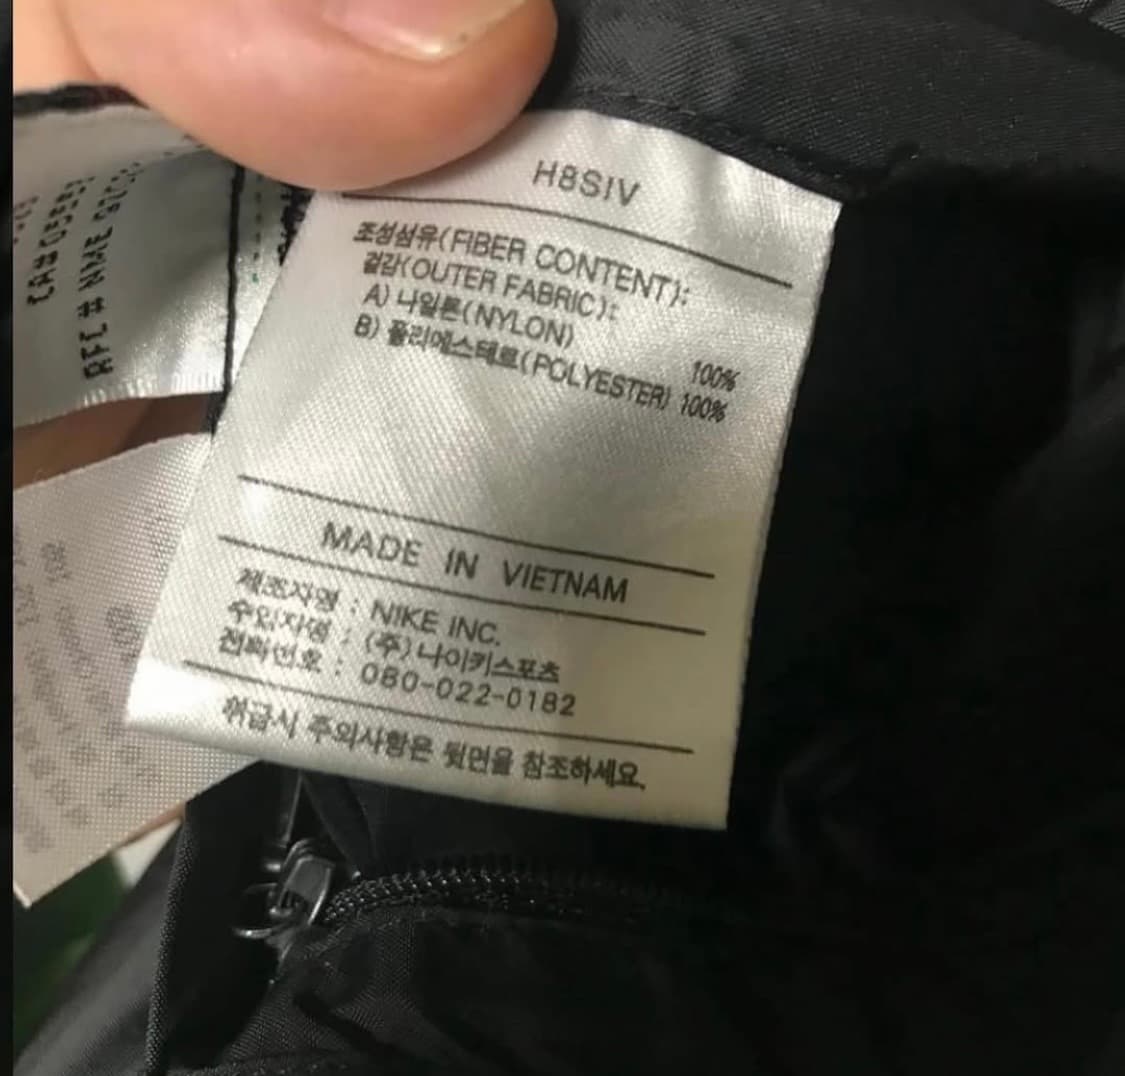 H8SIV
조성섬유(FIBER CONTENT):
겉감(OUTER FABRIC):
A) 나일론(NYLON) 100%
B) 폴리에스테르(POLYESTER) 100%
MADE IN VIETNAM
제조자명 : NIKE INC.
수입자명 : (주)나이키스포츠
전화번호 : 080-022-0182
취급시 주의사항은 뒷면을 참조하세요.